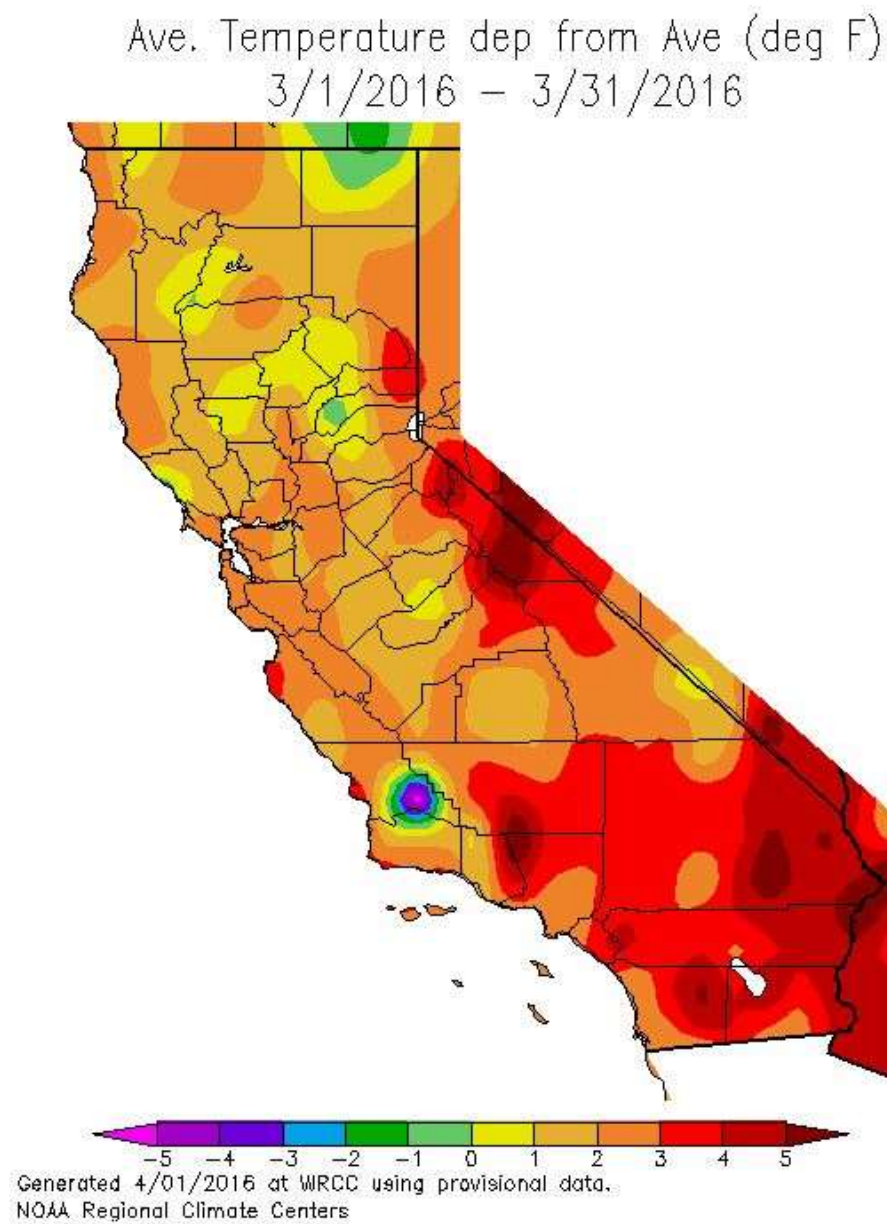 Ave. Temperature dep from Ave (deg F)
3/1/2016 – 3/31/2016
-5 -4 -3 -2 -1 0 1 2 3 4 5
Generated 4/01/2016 at WRCC using provisional data.
NOAA Regional Climate Centers